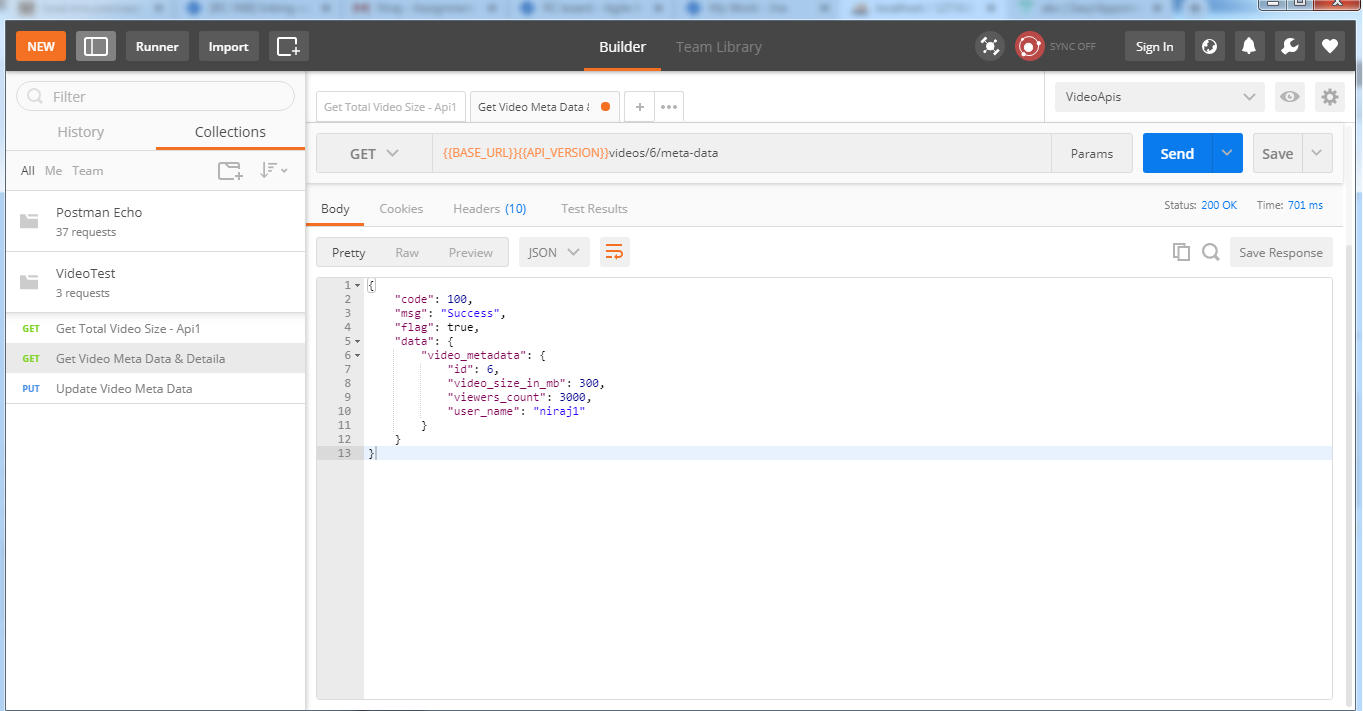 NEW Runner Import Builder Team Library SYNC OFF Sign In
Filter
History Collections
All Me Team
Postman Echo
37 requests
VideoTest
3 requests
GET Get Total Video Size - Api1
GET Get Video Meta Data & Detaila
PUT Update Video Meta Data
Get Total Video Size - Api1 Get Video Meta Data & + •••
VideoApis
GET {{BASE_URL}}{{API_VERSION}}videos/6/meta-data Params Send Save
Body Cookies Headers (10) Test Results Status: 200 OK Time: 701 ms
Pretty Raw Preview JSON Save Response
1 {
2 "code": 100,
3 "msg": "Success",
4 "flag": true,
5 "data": {
6 "video_metadata": {
7 "id": 6,
8 "video_size_in_mb": 300,
9 "viewers_count": 3000,
10 "user_name": "niraj1"
11 }
12 }
13 }